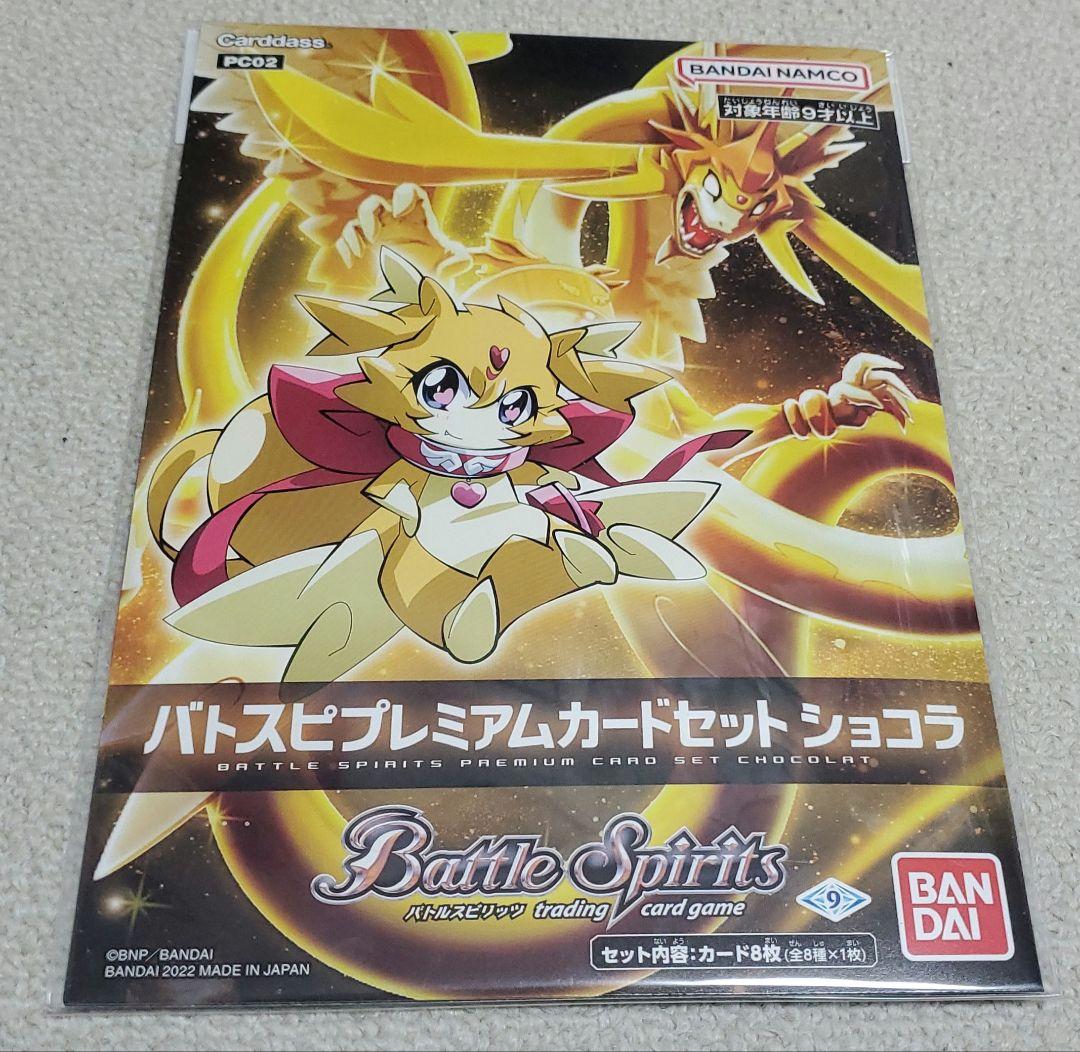 Carddass
PC02
BANDAI NAMCO
たいしょうねんれい さいいじょう
対象年齢9才以上
バトスピプレミアムカードセット ショコラ
BATTLE SPIRITS PREMIUM CARD SET CHOCOLAT
Battle Spirits
バトルスピリッツ trading card game
9
BAN
DAI
©BNP/BANDAI
BANDAI 2022 MADE IN JAPAN
ないよう まい ぜん しゅ まい
セット内容:カード8枚(全8種×1枚)